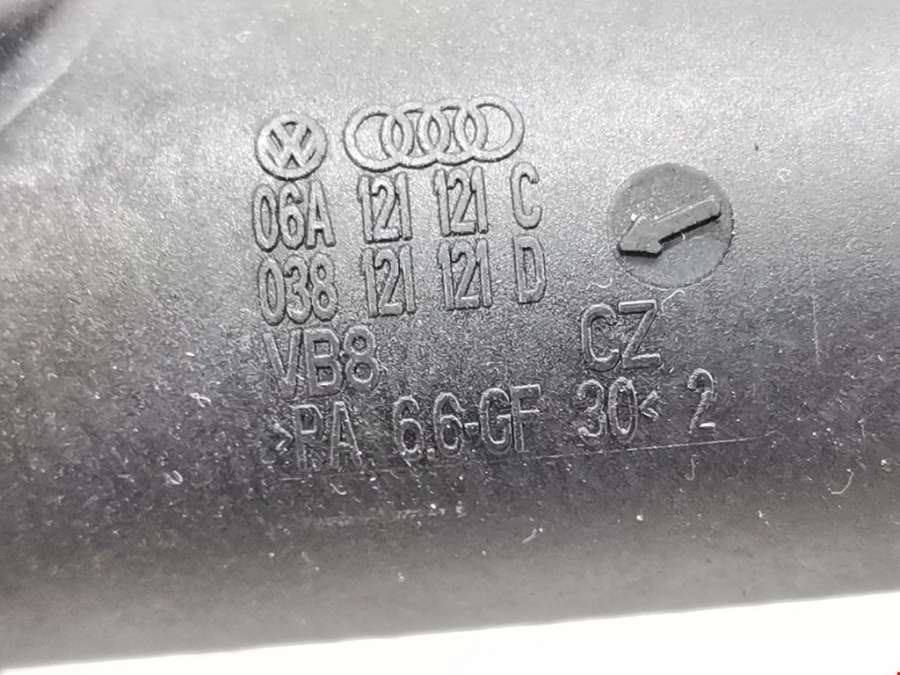 06A 121 121 C
038 121 121 D
VB8 CZ
>PA 6.6-GF 30< 2